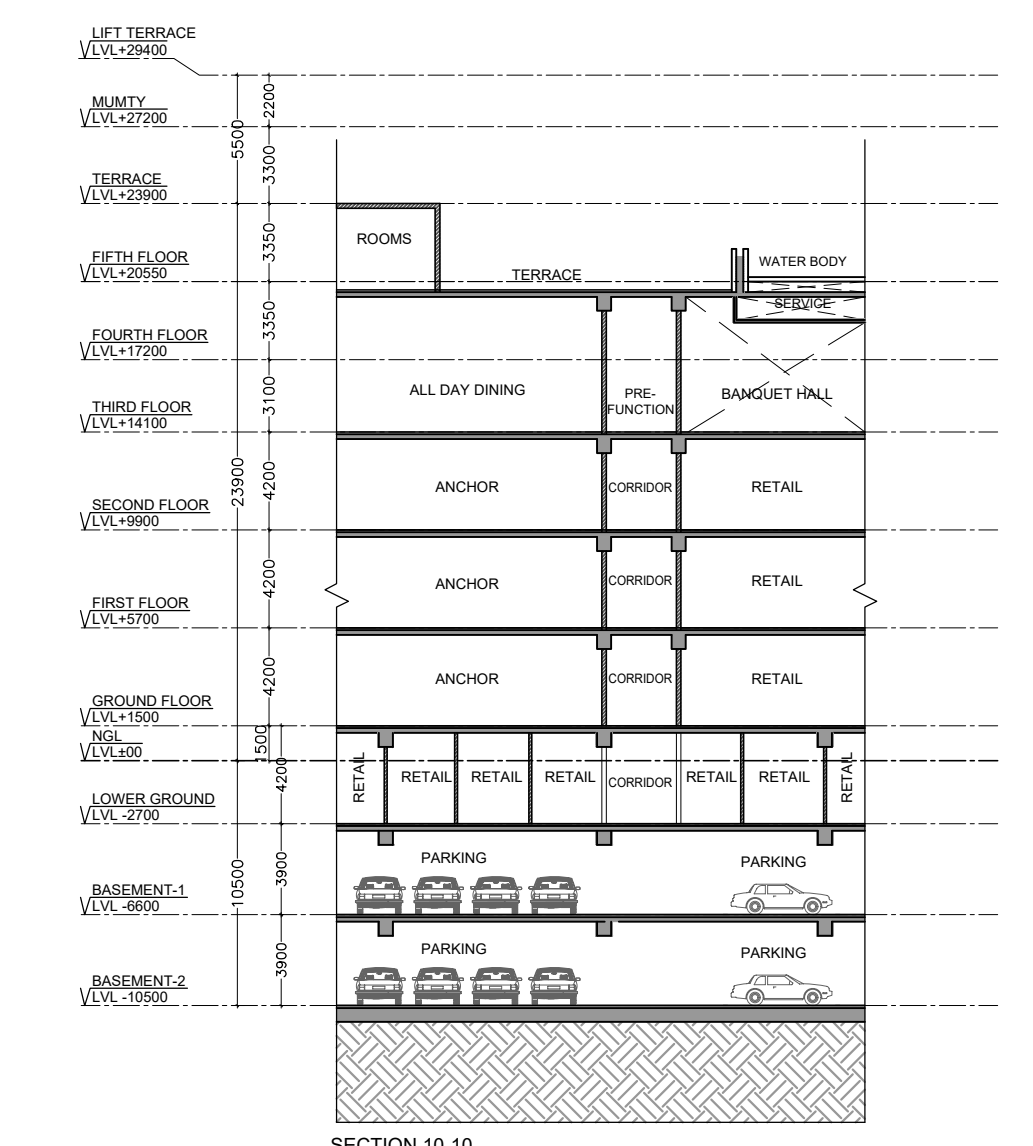 LIFT TERRACE
LVL+29400
MUMTY
LVL+27200
TERRACE
LVL+23900
FIFTH FLOOR
LVL+20550
FOURTH FLOOR
LVL+17200
THIRD FLOOR
LVL+14100
SECOND FLOOR
LVL+9900
FIRST FLOOR
LVL+5700
GROUND FLOOR
LVL+1500
NGL
LVL±00
LOWER GROUND
LVL -2700
BASEMENT-1
LVL -6600
BASEMENT-2
LVL -10500
5500
23900
10500
2200
3300
3350
3350
3100
4200
4200
4200
1500
4200
3900
3900
ROOMS
TERRACE
WATER BODY
SERVICE
ALL DAY DINING
PRE-
FUNCTION
BANQUET HALL
ANCHOR CORRIDOR RETAIL
ANCHOR CORRIDOR RETAIL
ANCHOR CORRIDOR RETAIL
RETAIL RETAIL RETAIL RETAIL CORRIDOR RETAIL RETAIL RETAIL
PARKING PARKING
PARKING PARKING
SECTION 10-10